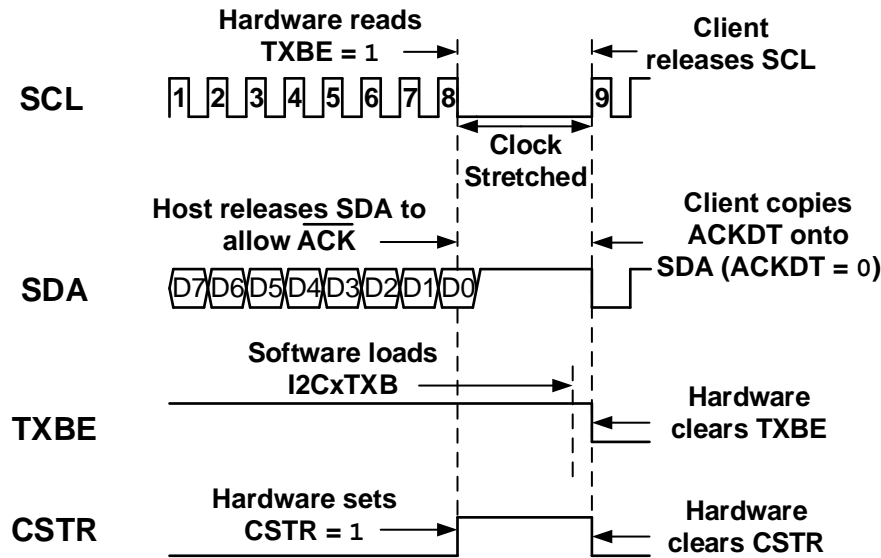 Hardware reads
TXBE = 1
Client
releases SCL
SCL
1 2 3 4 5 6 7 8 9
Clock
Stretched
Host releases SDA to
allow ACK
Client copies
ACKDT onto
SDA (ACKDT = 0)
SDA
D7 D6 D5 D4 D3 D2 D1 D0
Software loads
I2CxTXB
TXBE
Hardware
clears TXBE
Hardware sets
CSTR = 1
CSTR
Hardware
clears CSTR